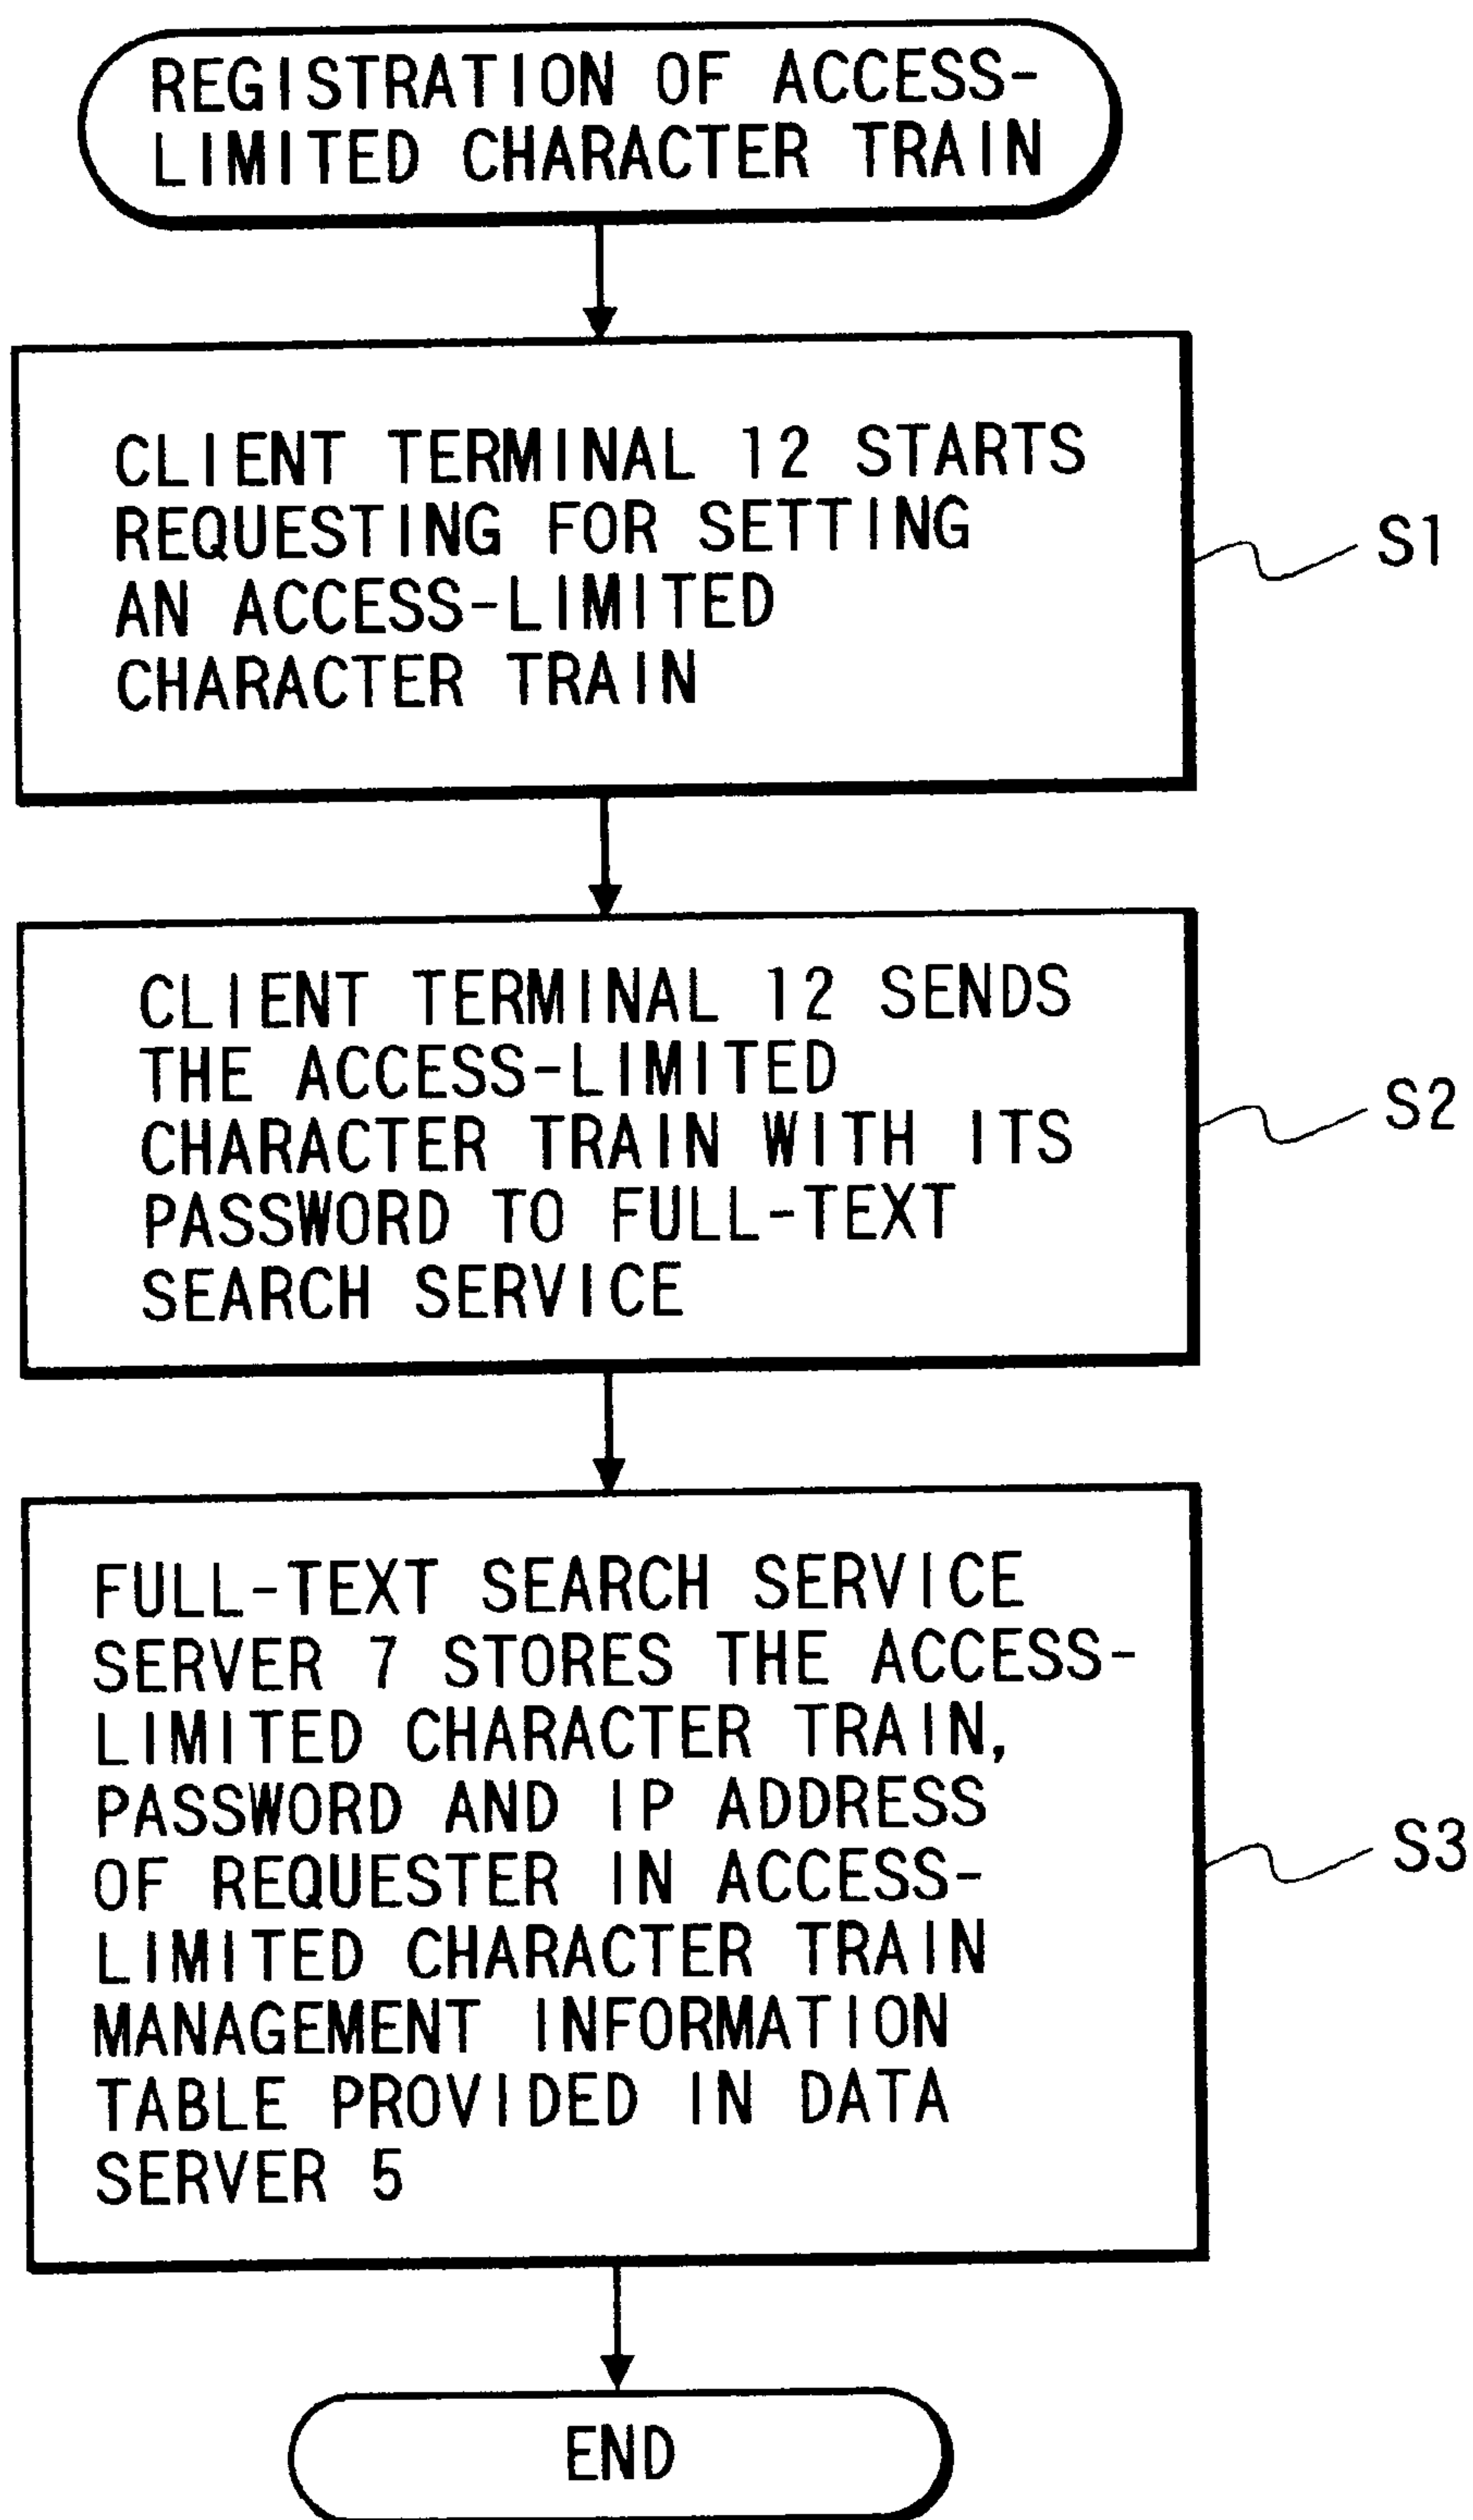 REGISTRATION OF ACCESS-
LIMITED CHARACTER TRAIN
CLIENT TERMINAL 12 STARTS
REQUESTING FOR SETTING
AN ACCESS-LIMITED
CHARACTER TRAIN
S1
CLIENT TERMINAL 12 SENDS
THE ACCESS-LIMITED
CHARACTER TRAIN WITH ITS
PASSWORD TO FULL-TEXT
SEARCH SERVICE
S2
FULL-TEXT SEARCH SERVICE
SERVER 7 STORES THE ACCESS-
LIMITED CHARACTER TRAIN,
PASSWORD AND IP ADDRESS
OF REQUESTER IN ACCESS-
LIMITED CHARACTER TRAIN
MANAGEMENT INFORMATION
TABLE PROVIDED IN DATA
SERVER 5
S3
END